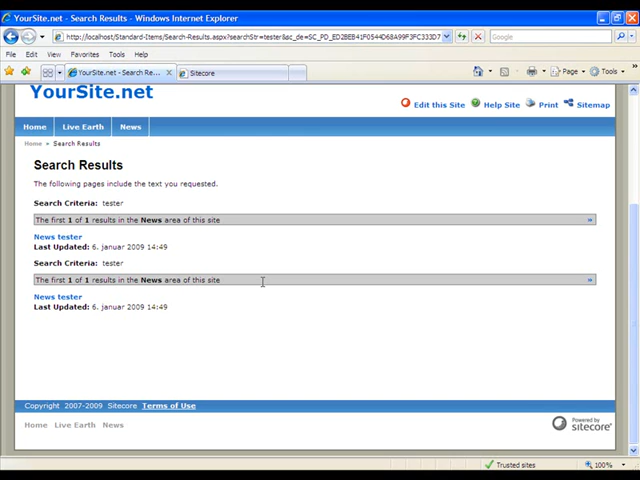 YourSite.net - Search Results - Windows Internet Explorer
http://localhost/Standard-Items/Search-Results.aspx?searchStr=tester&sc_de=SC_PD_ED2BEB41F0544D68A99F3FC333D7
Google
File Edit View Favorites Tools Help
YourSite.net - Search Re... Sitecore
Page Tools
YourSite.net
Edit this Site Help Site Print Sitemap
Home Live Earth News
Home » Search Results
Search Results
The following pages include the text you requested.
Search Criteria: tester
The first 1 of 1 results in the News area of this site »
News tester
Last Updated: 6. januar 2009 14:49
Search Criteria: tester
The first 1 of 1 results in the News area of this site »
News tester
Last Updated: 6. januar 2009 14:49
Copyright 2007-2009 Sitecore Terms of Use
Home Live Earth News
Powered by
sitecore
Trusted sites 100%